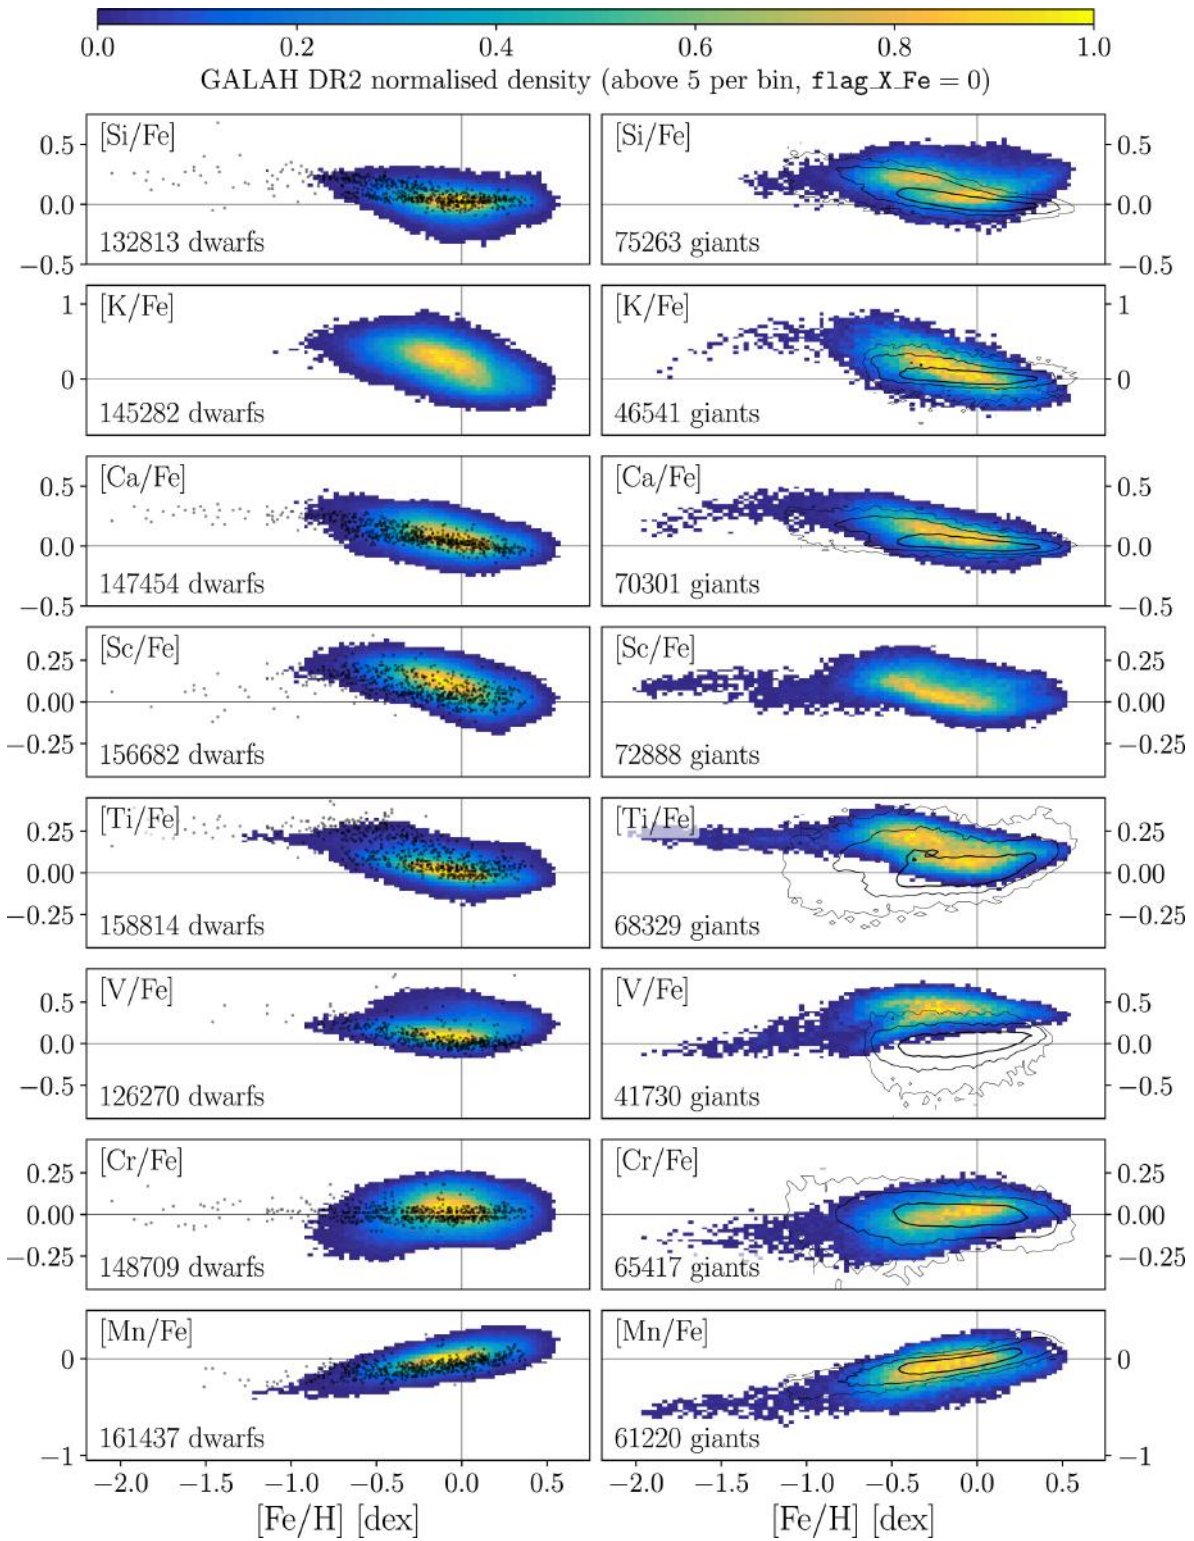 0.0 0.2 0.4 0.6 0.8 1.0
GALAH DR2 normalised density (above 5 per bin, flag_X_Fe = 0)
[Si/Fe] [Si/Fe]
0.5 0.5
0.0 0.0
132813 dwarfs 75263 giants
−0.5 −0.5
[K/Fe] [K/Fe]
1 1
0 0
145282 dwarfs 46541 giants
[Ca/Fe] [Ca/Fe]
0.5 0.5
0.0 0.0
147454 dwarfs 70301 giants
−0.5 −0.5
[Sc/Fe] [Sc/Fe]
0.25 0.25
0.00 0.00
−0.25 −0.25
156682 dwarfs 72888 giants
[Ti/Fe] [Ti/Fe]
0.25 0.25
0.00 0.00
−0.25 −0.25
158814 dwarfs 68329 giants
[V/Fe] [V/Fe]
0.5 0.5
0.0 0.0
−0.5 −0.5
126270 dwarfs 41730 giants
[Cr/Fe] [Cr/Fe]
0.25 0.25
0.00 0.00
−0.25 −0.25
148709 dwarfs 65417 giants
[Mn/Fe] [Mn/Fe]
0 0
161437 dwarfs 61220 giants
−1 −1
−2.0 −1.5 −1.0 −0.5 0.0 0.5 −2.0 −1.5 −1.0 −0.5 0.0 0.5
[Fe/H] [dex] [Fe/H] [dex]